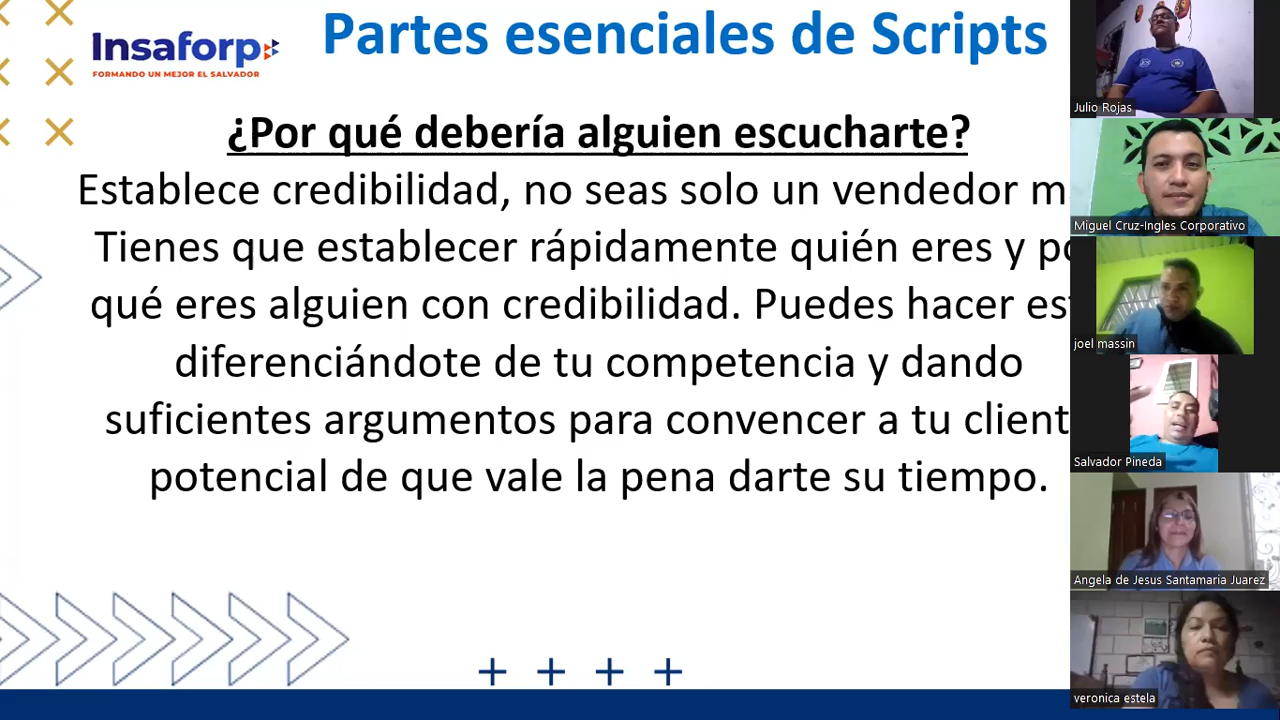 Partes esenciales de Scripts
Insaforp
FORMANDO UN MEJOR EL SALVADOR
¿Por qué debería alguien escucharte?
Establece credibilidad, no seas solo un vendedor
Tienes que establecer rápidamente quién eres y
qué eres alguien con credibilidad. Puedes hacer
diferenciándote de tu competencia y dando
suficientes argumentos para convencer a tu
potencial de que vale la pena darte su tiempo.
Julio Rojas
Miguel Cruz-Ingles Corporativo
joel massin
Salvador Pineda
Angela de Jesus Santamaria Juarez
veronica estela